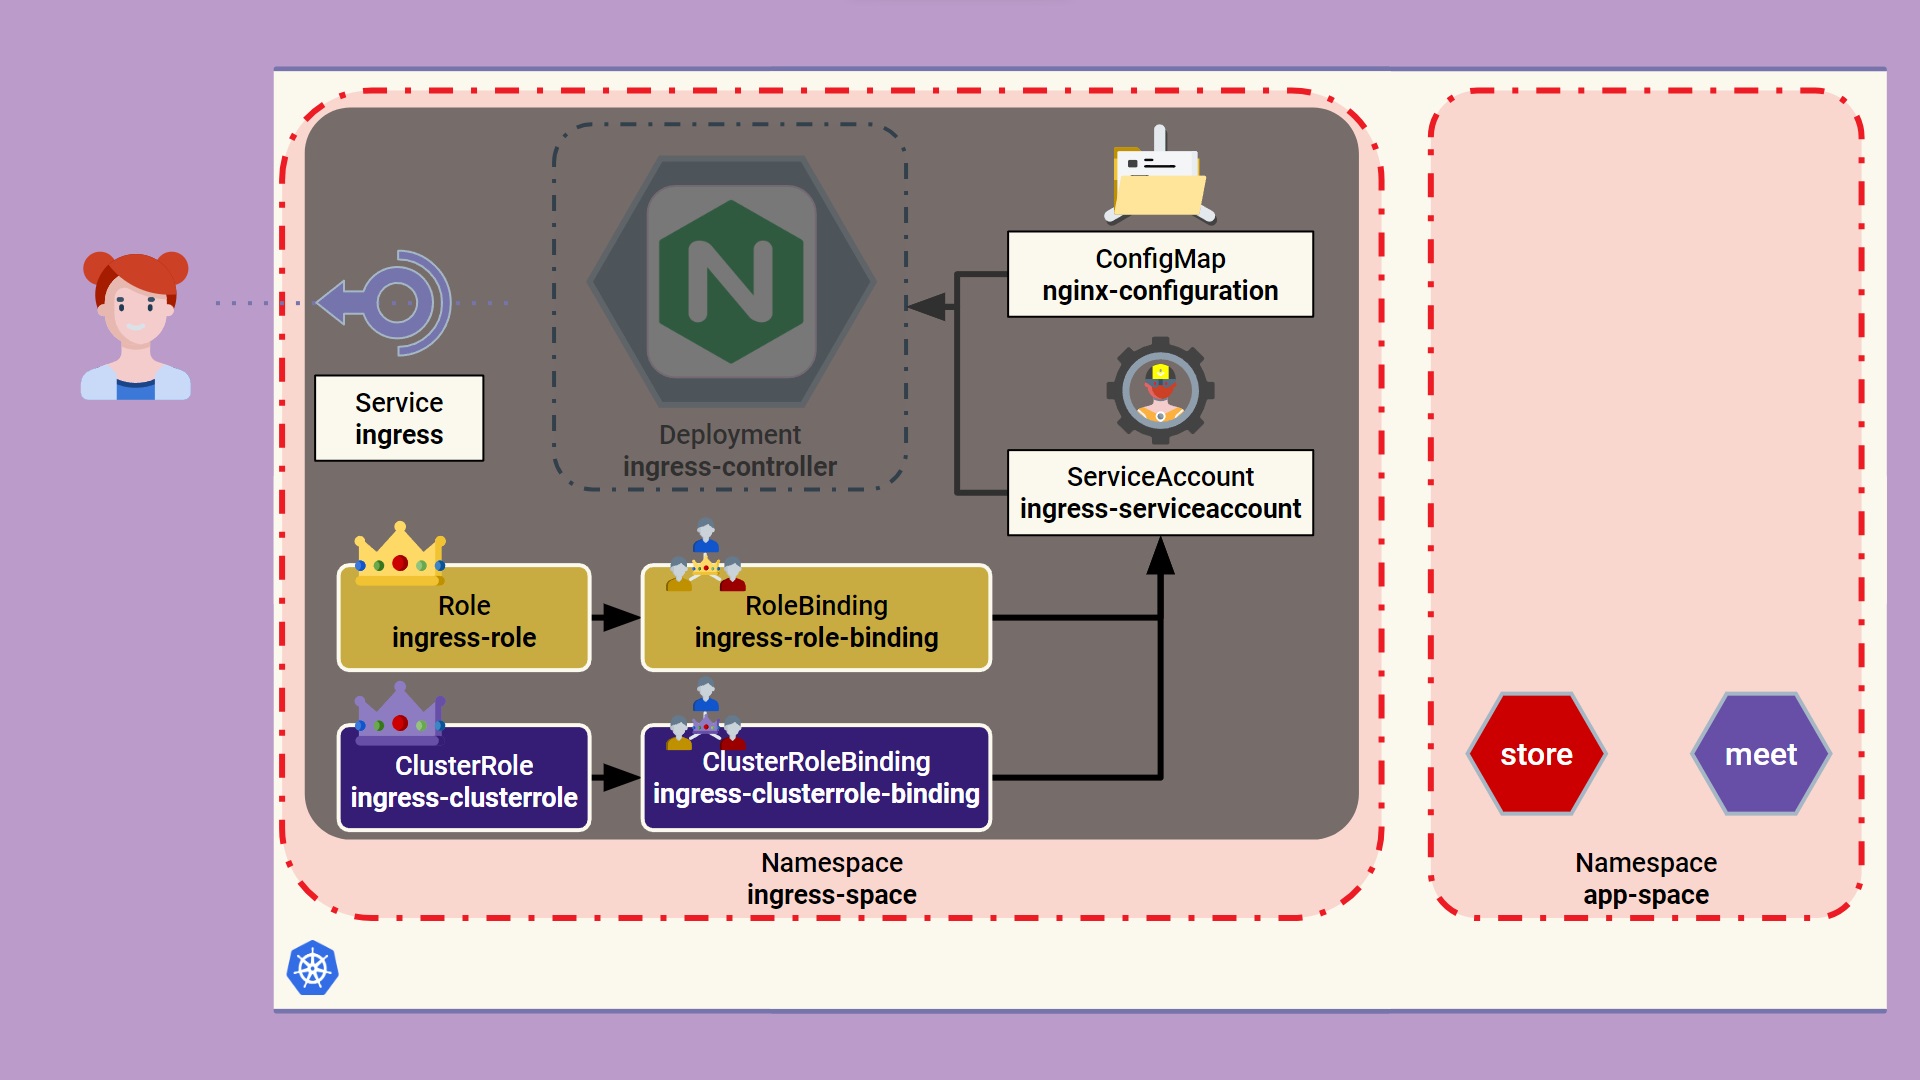 ConfigMap
nginx-configuration
Service
ingress
Deployment
ingress-controller
ServiceAccount
ingress-serviceaccount
Role
ingress-role
RoleBinding
ingress-role-binding
ClusterRole
ingress-clusterrole
ClusterRoleBinding
ingress-clusterrole-binding
Namespace
ingress-space
store
meet
Namespace
app-space